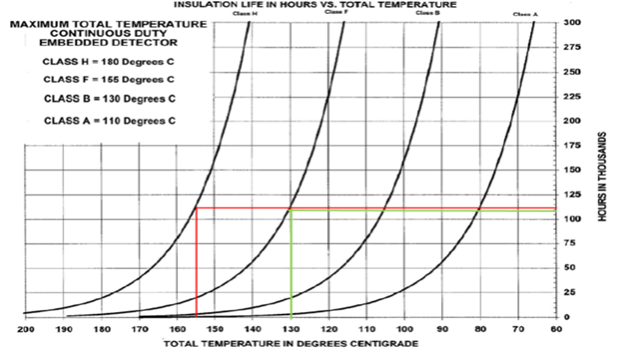 INSULATION LIFE IN HOURS VS. TOTAL TEMPERATURE
Class H Class F Class B Class A
MAXIMUM TOTAL TEMPERATURE
CONTINUOUS DUTY
EMBEDDED DETECTOR
CLASS H = 180 Degrees C
CLASS F = 155 Degrees C
CLASS B = 130 Degrees C
CLASS A = 110 Degrees C
300
275
250
225
200
175
150
125
100
75
50
25
0
HOURS IN THOUSANDS
200 190 180 170 160 150 140 130 120 110 100 90 80 70 60
TOTAL TEMPERATURE IN DEGREES CENTIGRADE